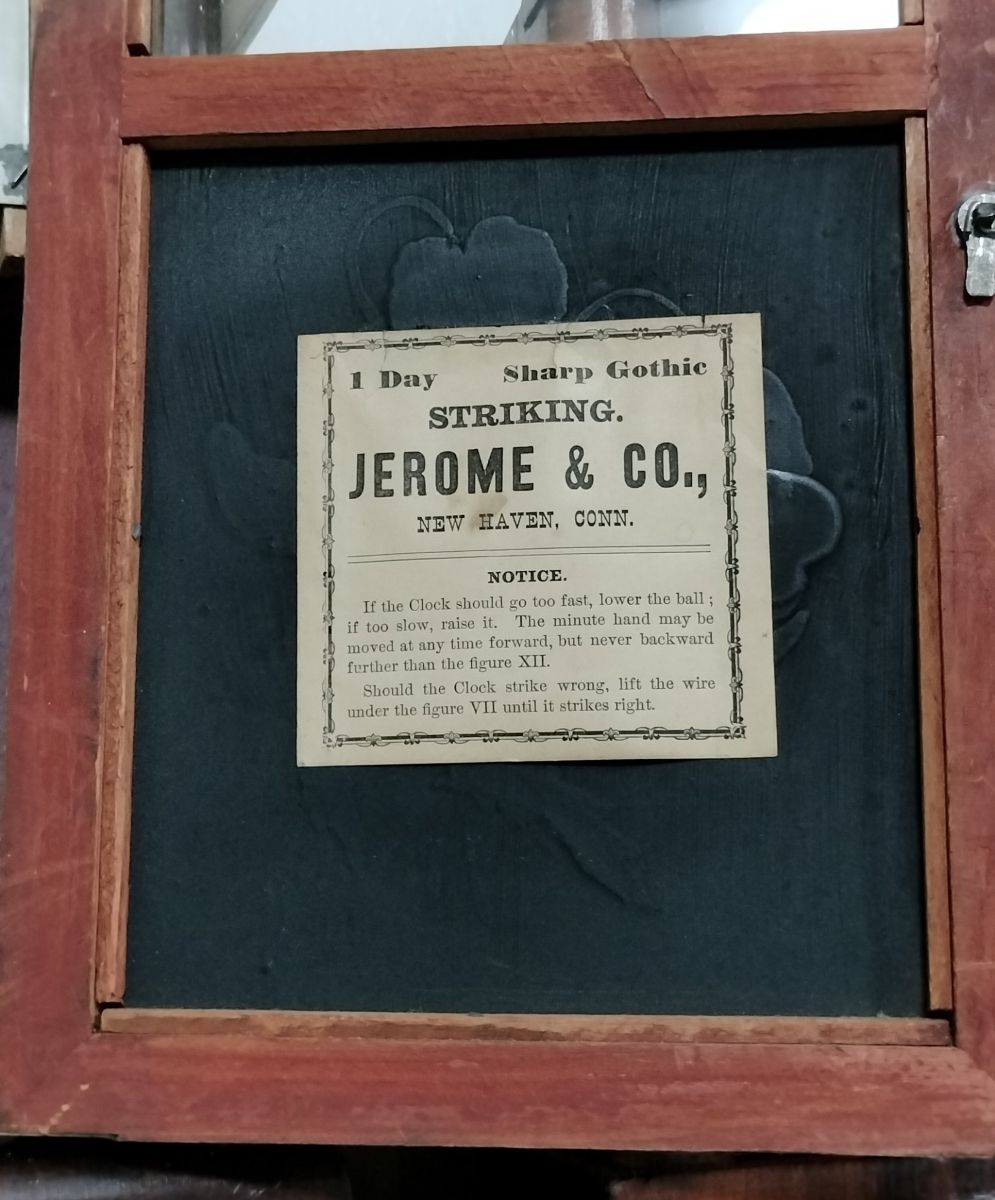 1 Day Sharp Gothic
STRIKING.
JEROME & CO.,
NEW HAVEN, CONN.
NOTICE.
If the Clock should go too fast, lower the ball ;
if too slow, raise it. The minute hand may be
moved at any time forward, but never backward
further than the figure XII.
Should the Clock strike wrong, lift the wire
under the figure VII until it strikes right.